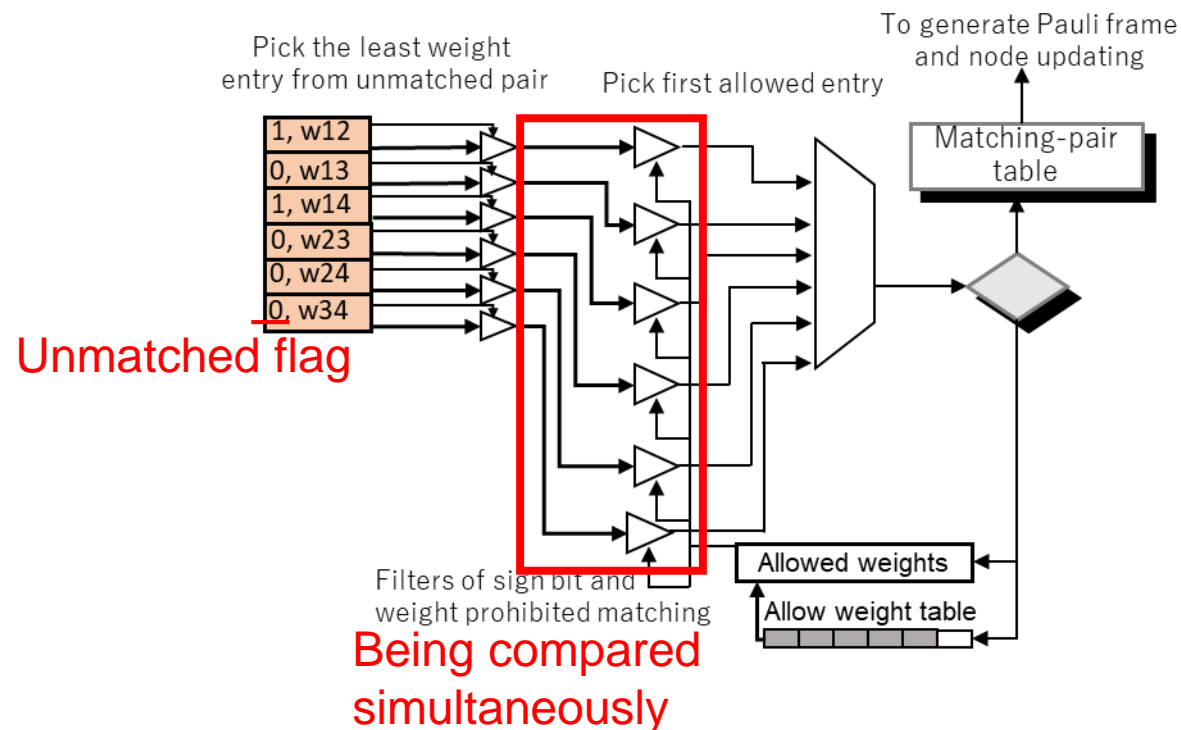 To generate Pauli frame
and node updating
Pick the least weight
entry from unmatched pair
Pick first allowed entry
1, w12
0, w13
1, w14
0, w23
0, w24
0, w34
Matching-pair
table
Unmatched flag
Allowed weights
Filters of sign bit and
weight prohibited matching
Allow weight table
Being compared
simultaneously